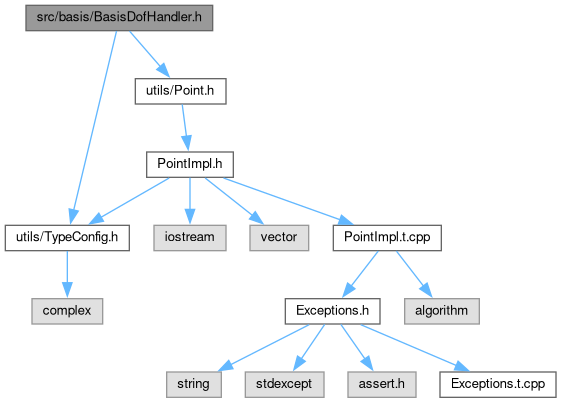 src/basis/BasisDofHandler.h
utils/Point.h
PointImpl.h
utils/TypeConfig.h
iostream
vector
PointImpl.t.cpp
complex
Exceptions.h
algorithm
string
stdexcept
assert.h
Exceptions.t.cpp